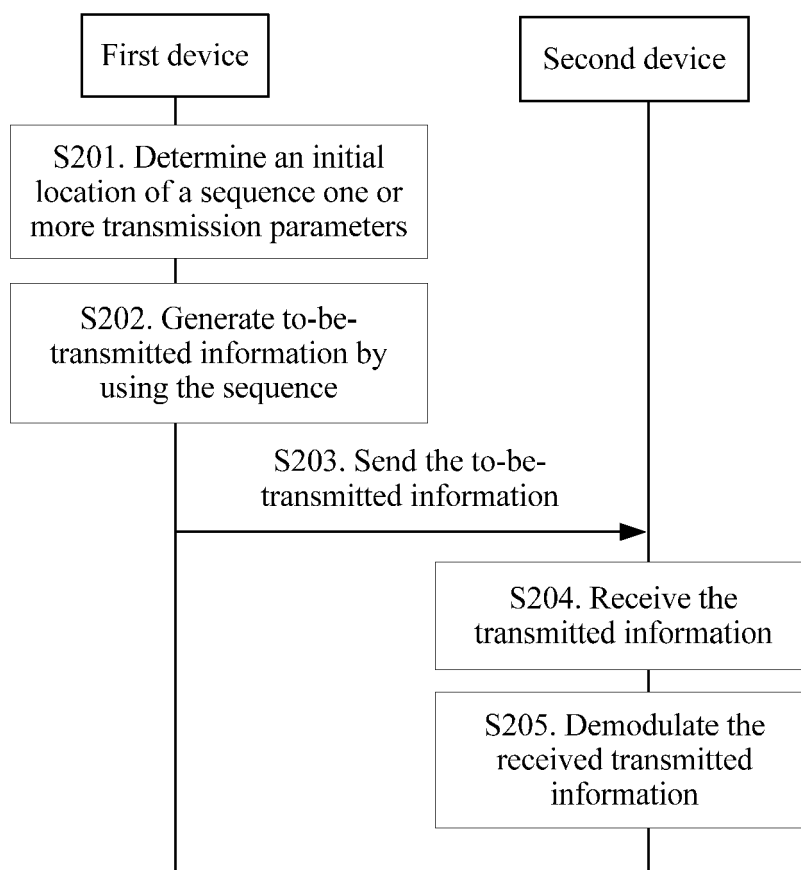 First device
Second device
S201. Determine an initial
location of a sequence one or
more transmission parameters
S202. Generate to-be-
transmitted information by
using the sequence
S203. Send the to-be-
transmitted information
S204. Receive the
transmitted information
S205. Demodulate the
received transmitted
information